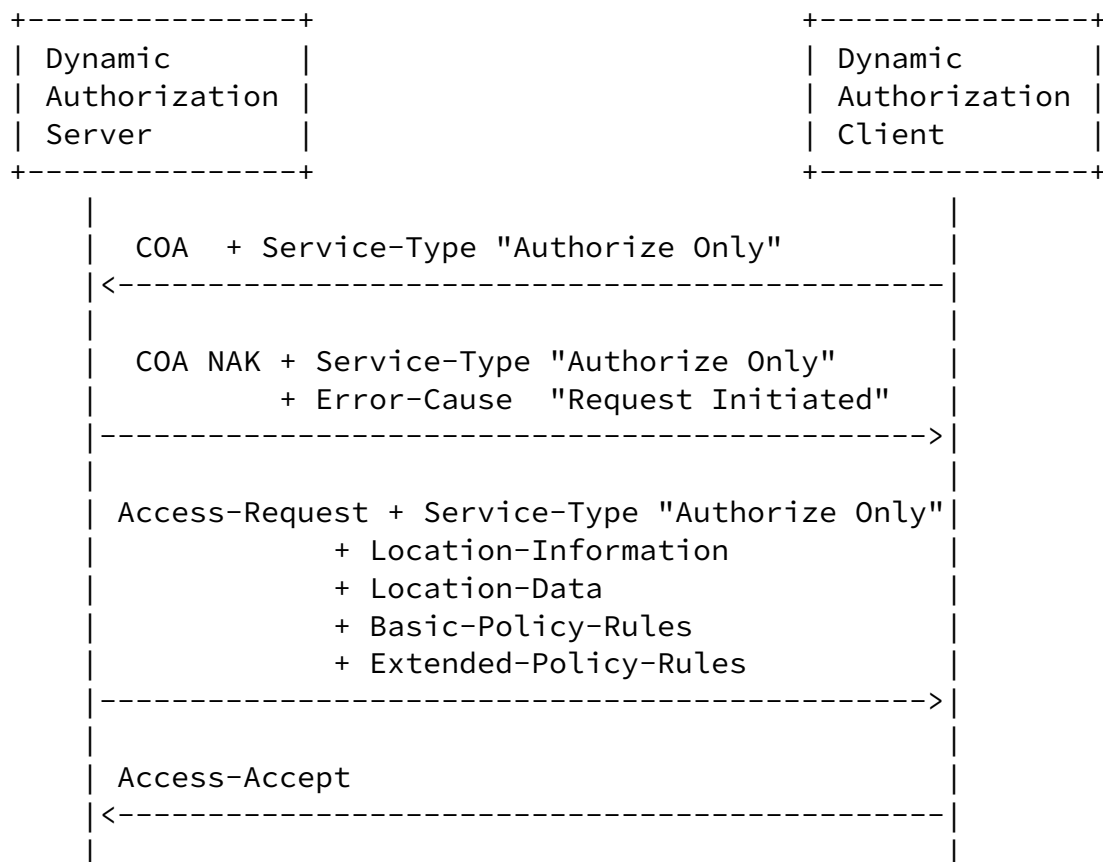 Dynamic Dynamic
Authorization Authorization
Server Client
COA + Service-Type "Authorize Only"
COA NAK + Service-Type "Authorize Only"
+ Error-Cause "Request Initiated"
Access-Request + Service-Type "Authorize Only"
+ Location-Information
+ Location-Data
+ Basic-Policy-Rules
+ Extended-Policy-Rules
Access-Accept